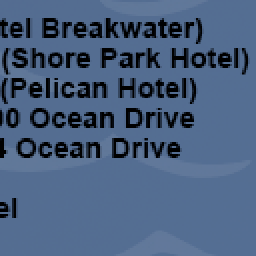 tel Breakwater)
(Shore Park Hotel)
(Pelican Hotel)
00 Ocean Drive
4 Ocean Drive
el